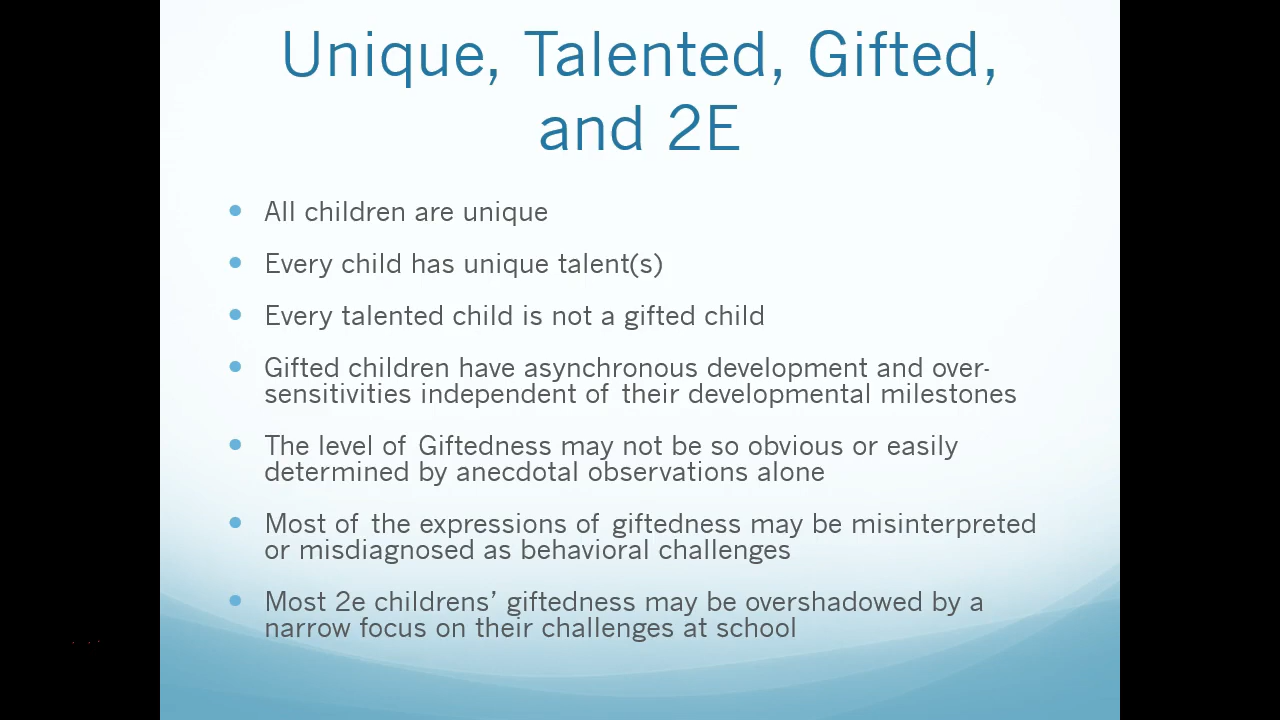 Unique, Talented, Gifted,
and 2E
• All children are unique
• Every child has unique talent(s)
• Every talented child is not a gifted child
• Gifted children have asynchronous development and over-
sensitivities independent of their developmental milestones
• The level of Giftedness may not be so obvious or easily
determined by anecdotal observations alone
• Most of the expressions of giftedness may be misinterpreted
or misdiagnosed as behavioral challenges
• Most 2e childrens’ giftedness may be overshadowed by a
narrow focus on their challenges at school